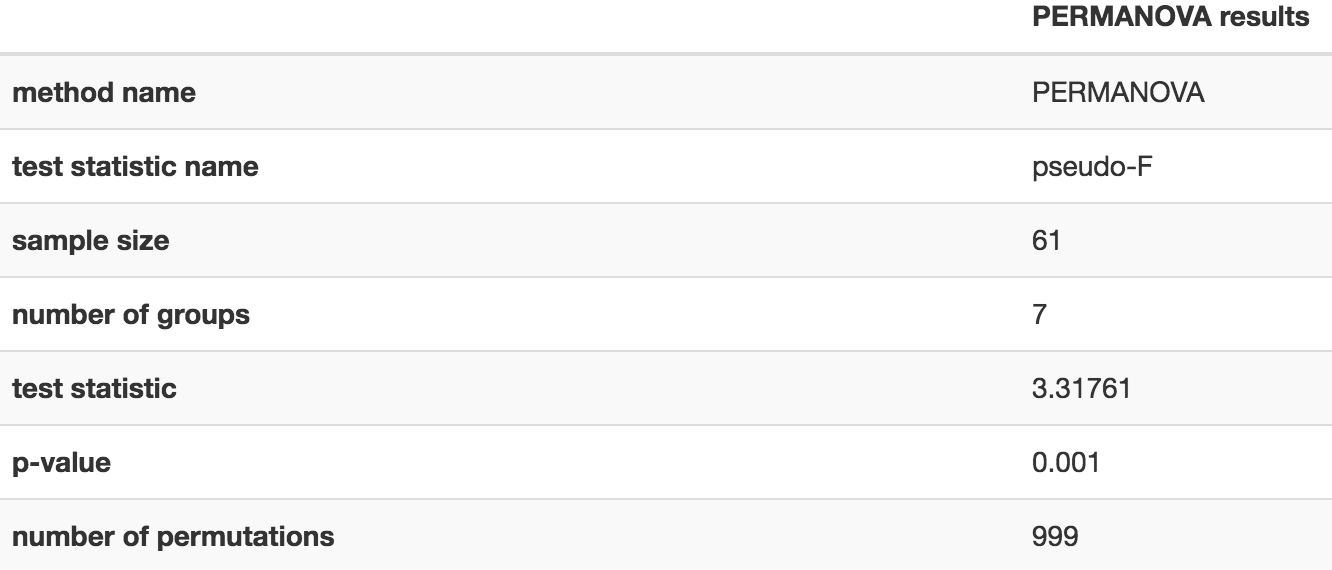 PERMANOVA results
method name PERMANOVA
test statistic name pseudo-F
sample size 61
number of groups 7
test statistic 3.31761
p-value 0.001
number of permutations 999